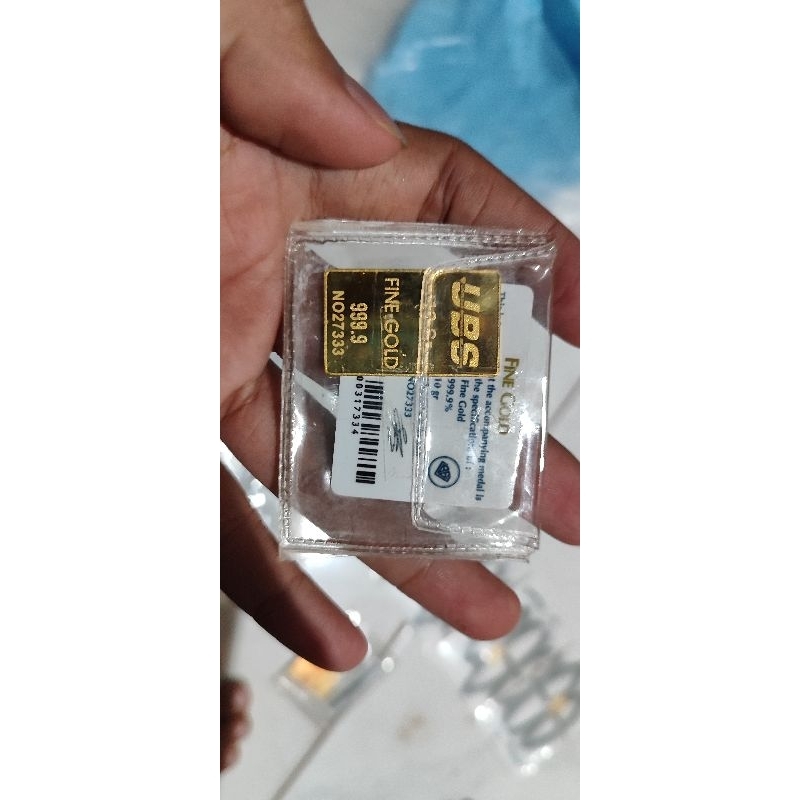 UBS
FINE GOLD
999.9
NO27333
FINE GOLD
t the accompanying medal is
the specification of :
Fine Gold
999.9%
10 gr
NO27333
00317334